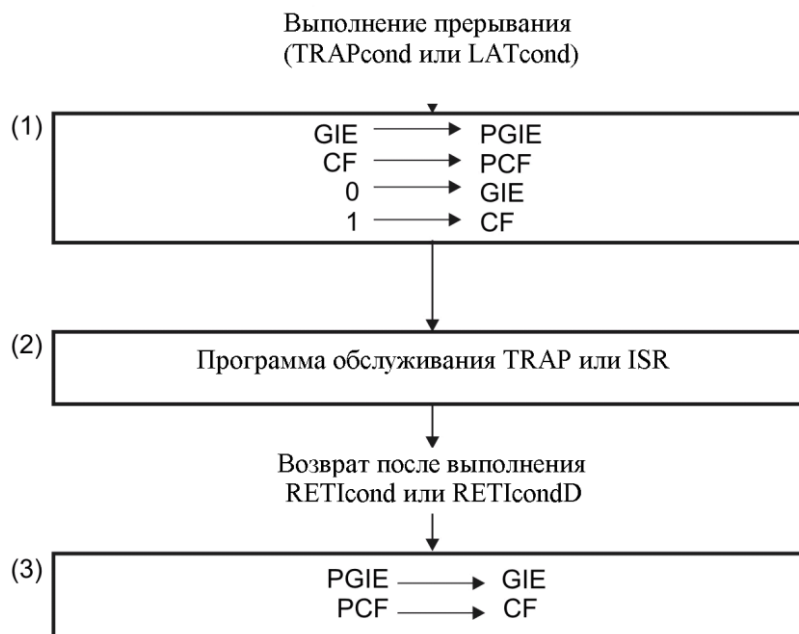 Выполнение прерывания
(TRAPcond или LATcond)
(1)
GIE → PGIE
CF → PCF
0 → GIE
1 → CF
(2)
Программа обслуживания TRAP или ISR
Возврат после выполнения
RETIcond или RETIcondD
(3)
PGIE → GIE
PCF → CF